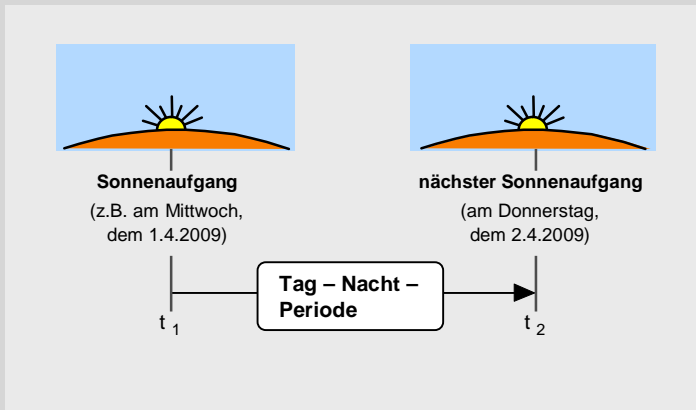 Sonnenaufgang
(z.B. am Mittwoch,
dem 1.4.2009)
nächster Sonnenaufgang
(am Donnerstag,
dem 2.4.2009)
Tag – Nacht –
Periode
t 1
t 2